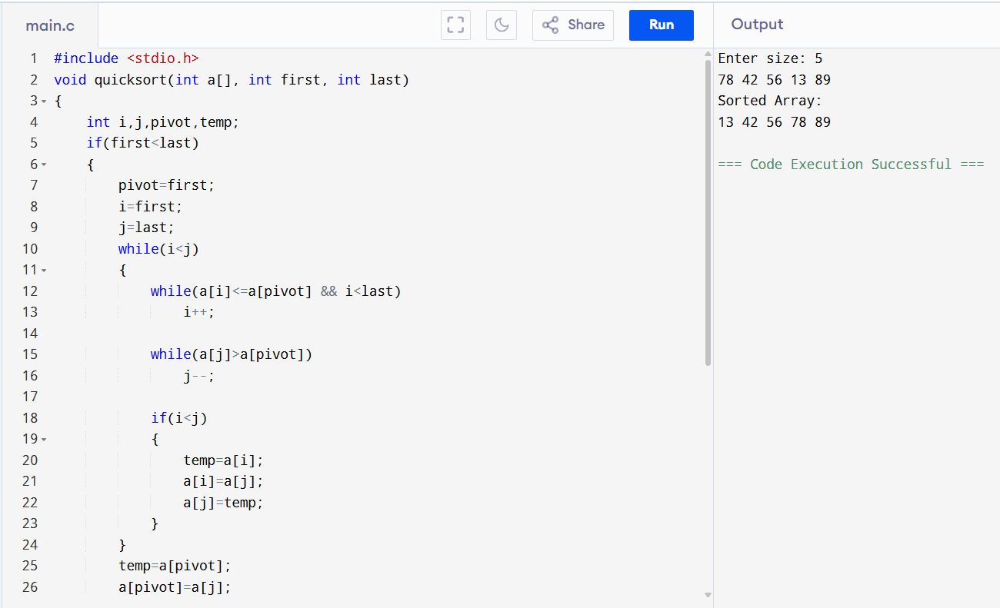 main.c
Share
Run
Output
1 #include <stdio.h>
2 void quicksort(int a[], int first, int last)
3 {
4     int i,j,pivot,temp;
5     if(first<last)
6     {
7         pivot=first;
8         i=first;
9         j=last;
10         while(i<j)
11         {
12             while(a[i]<=a[pivot] && i<last)
13                 i++;
14
15             while(a[j]>a[pivot])
16                 j--;
17
18             if(i<j)
19             {
20                 temp=a[i];
21                 a[i]=a[j];
22                 a[j]=temp;
23             }
24         }
25         temp=a[pivot];
26         a[pivot]=a[j];
Enter size: 5
78 42 56 13 89
Sorted Array:
13 42 56 78 89
=== Code Execution Successful ===